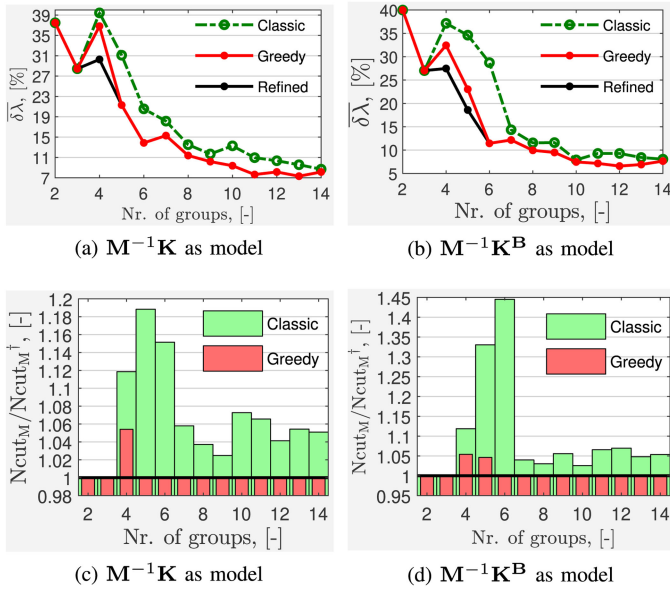 39
35
31
27
23
19
15
11
7
δλ, [%]
Classic
Greedy
Refined
2 4 6 8 10 12 14
Nr. of groups, [-]
(a) M⁻¹K as model
40
35
30
25
20
15
10
5
δλ, [%]
Classic
Greedy
Refined
2 4 6 8 10 12 14
Nr. of groups, [-]
(b) M⁻¹Kᴮ as model
1.2
1.18
1.16
1.14
1.12
1.1
1.08
1.06
1.04
1.02
1
0.98
Ncut_M/Ncut_M†, [-]
Classic
Greedy
2 4 6 8 10 12 14
Nr. of groups, [-]
(c) M⁻¹K as model
1.45
1.4
1.35
1.3
1.25
1.2
1.15
1.1
1.05
1
0.95
Ncut_M/Ncut_M†, [-]
Classic
Greedy
2 4 6 8 10 12 14
Nr. of groups, [-]
(d) M⁻¹Kᴮ as model